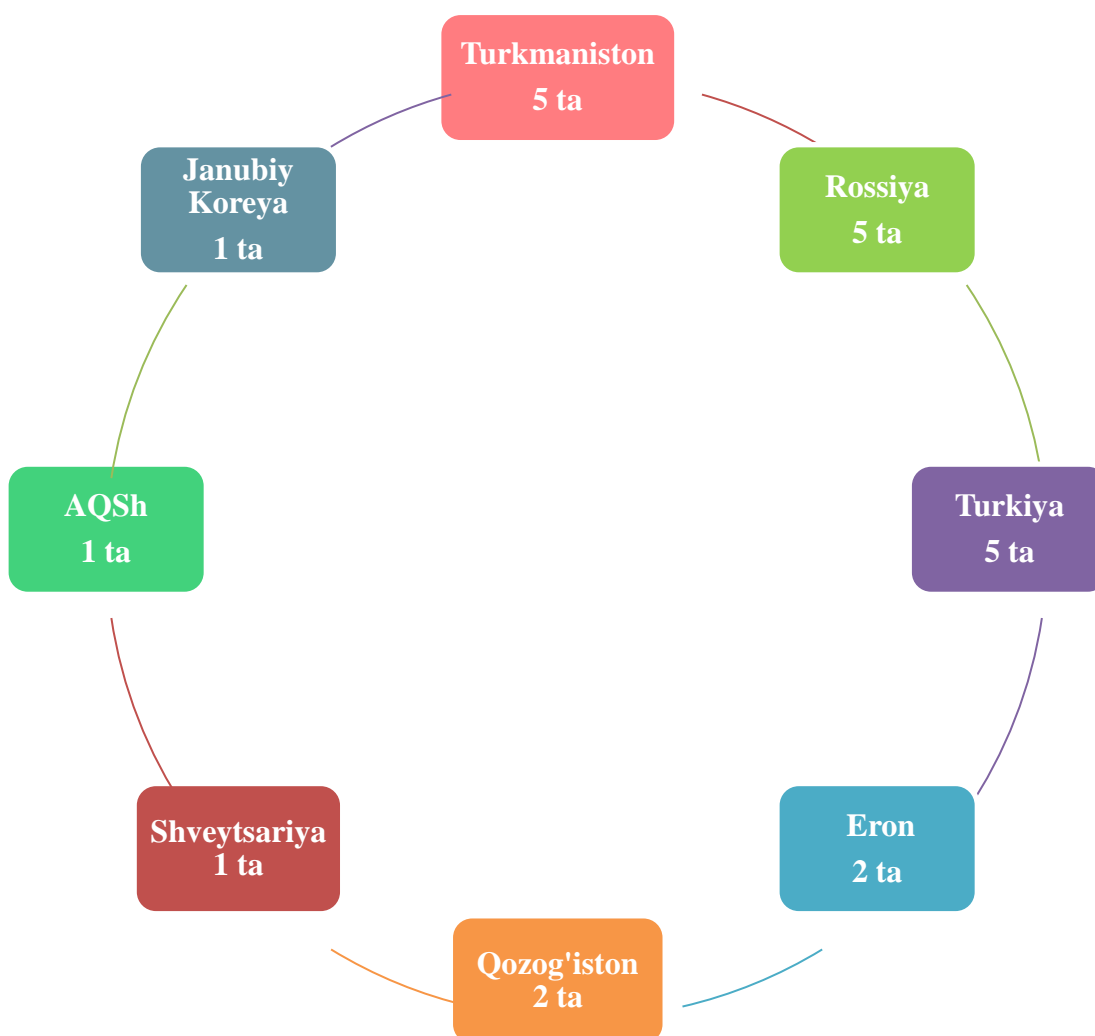 Turkmaniston
5 ta
Rossiya
5 ta
Turkiya
5 ta
Eron
2 ta
Qozog'iston
2 ta
Shveytsariya
1 ta
AQSh
1 ta
Janubiy
Koreya
1 ta